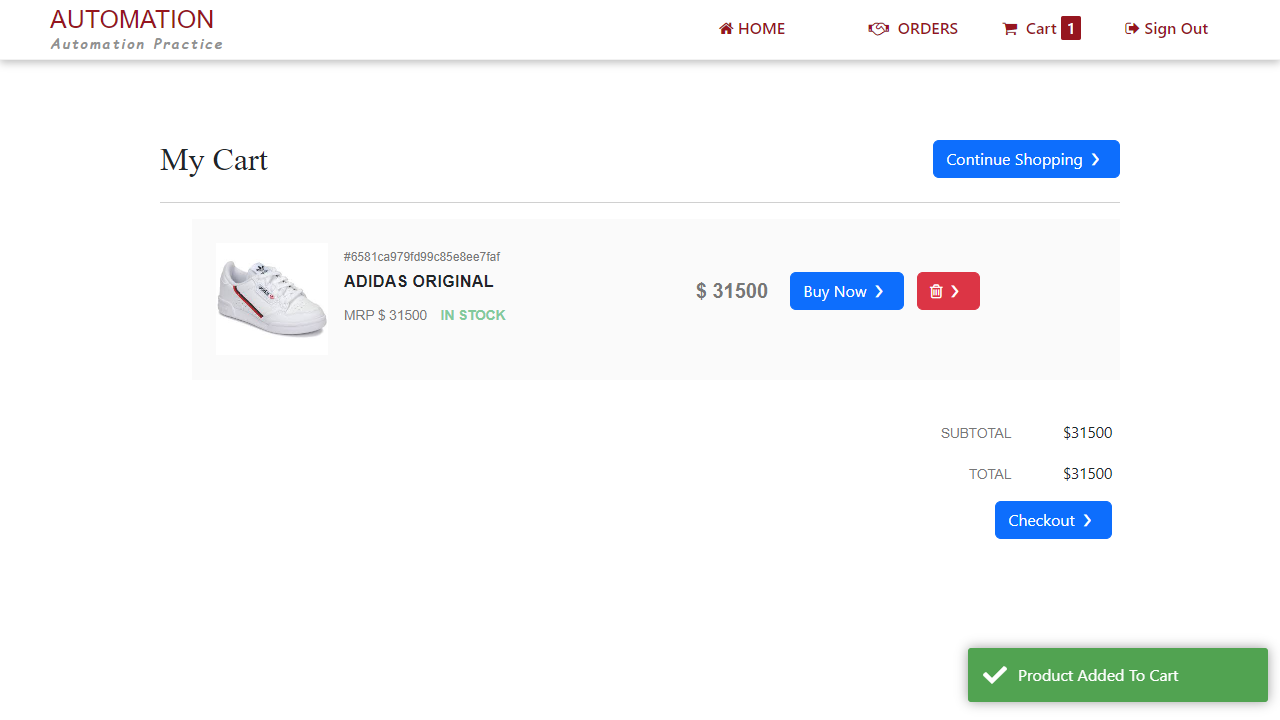 AUTOMATION
Automation Practice
HOME
ORDERS
Cart 1
Sign Out
My Cart
Continue Shopping
#6581ca979fd99c85e8ee7faf
ADIDAS ORIGINAL
MRP $ 31500 IN STOCK
$ 31500
Buy Now
SUBTOTAL $31500
TOTAL $31500
Checkout
Product Added To Cart